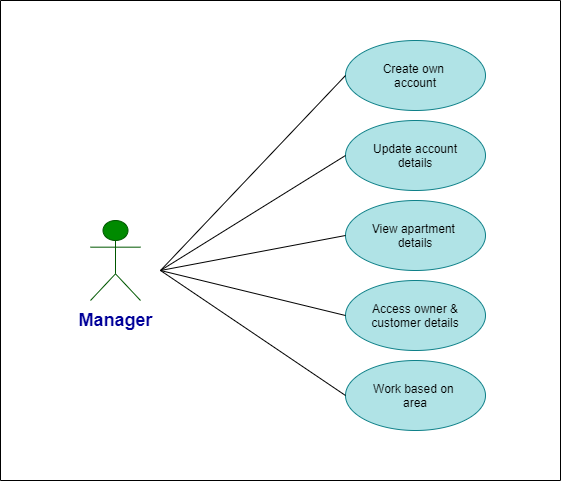 Create own
account
Update account
details
View apartment
details
Access owner &
customer details
Work based on
area
Manager